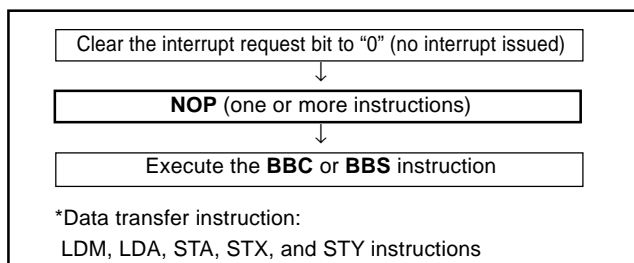 Clear the interrupt request bit to “0” (no interrupt issued)
↓
NOP (one or more instructions)
↓
Execute the BBC or BBS instruction
*Data transfer instruction:
LDM, LDA, STA, STX, and STY instructions